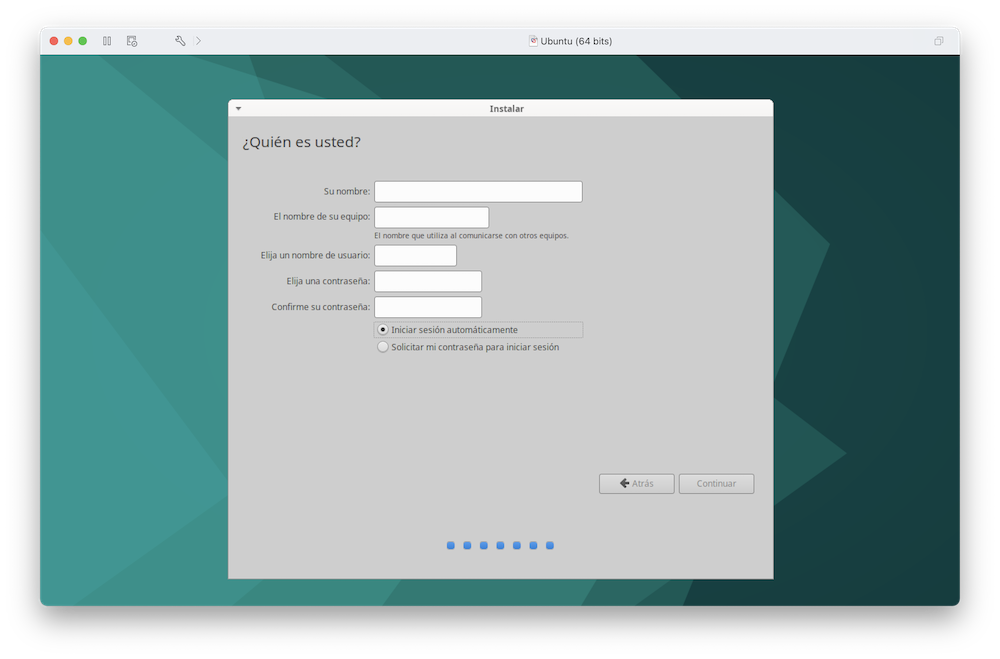 Ubuntu (64 bits)
Instalar
¿Quién es usted?
Su nombre:
El nombre de su equipo:
El nombre que utiliza al comunicarse con otros equipos.
Elija un nombre de usuario:
Elija una contraseña:
Confirme su contraseña:
Iniciar sesión automáticamente
Solicitar mi contraseña para iniciar sesión
Atrás Continuar